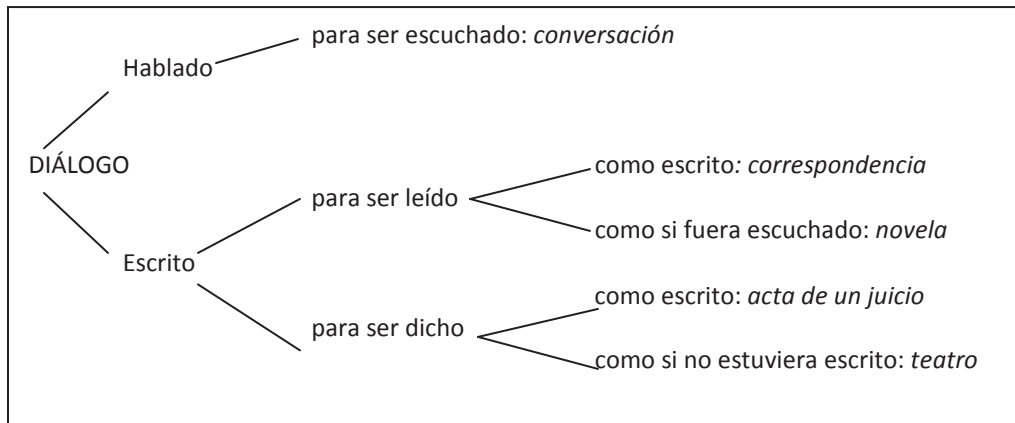 para ser escuchado: conversación
Hablado
DIÁLOGO
como escrito: correspondencia
para ser leído
como si fuera escuchado: novela
Escrito
como escrito: acta de un juicio
para ser dicho
como si no estuviera escrito: teatro